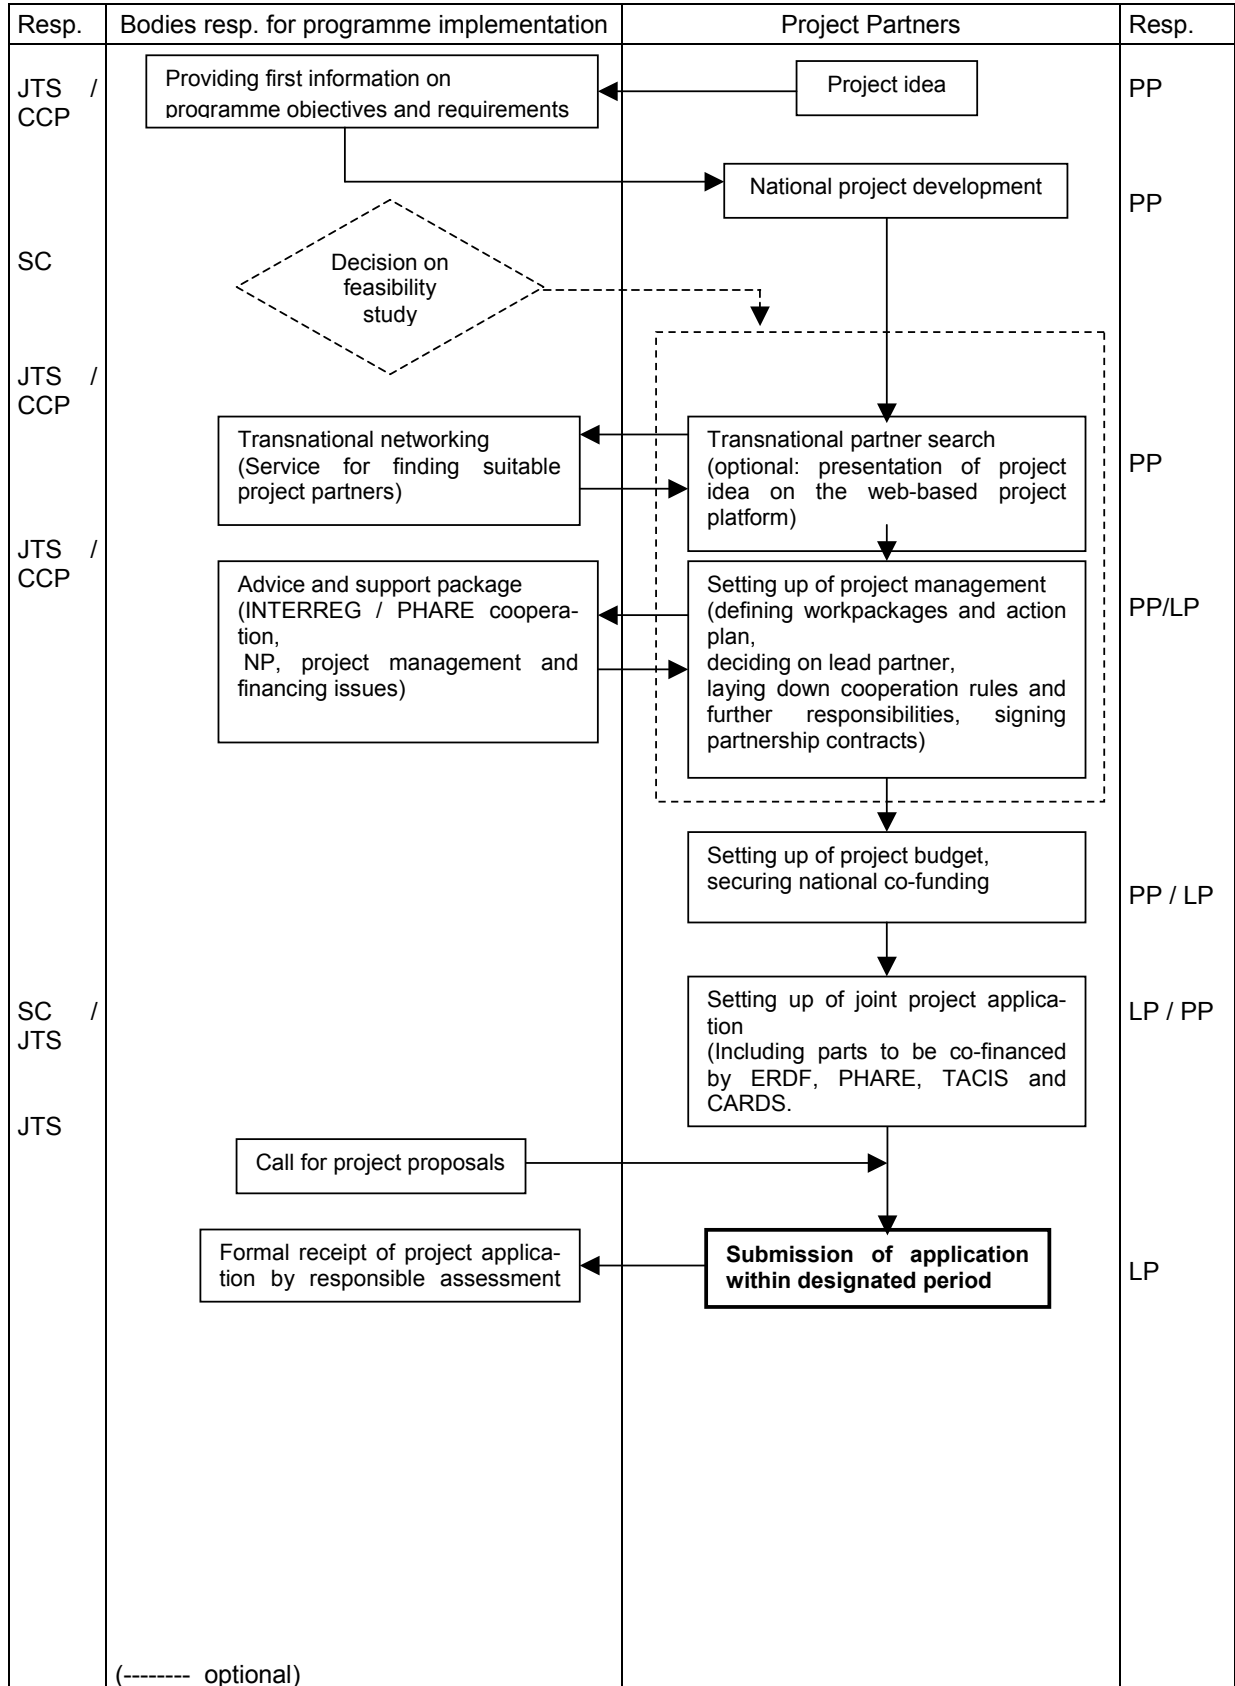 Resp. Bodies resp. for programme implementation Project Partners Resp.
JTS /
CCP
Providing first information on
programme objectives and requirements
Project idea
PP
National project development
PP
SC
Decision on
feasibility
study
JTS /
CCP
Transnational networking
(Service for finding suitable
project partners)
Transnational partner search
(optional: presentation of project
idea on the web-based project
platform)
PP
JTS /
CCP
Advice and support package
(INTERREG / PHARE coopera-
tion,
NP, project management and
financing issues)
Setting up of project management
(defining workpackages and action
plan,
deciding on lead partner,
laying down cooperation rules and
further responsibilities, signing
partnership contracts)
PP/LP
Setting up of project budget,
securing national co-funding
PP / LP
SC /
JTS
Setting up of joint project applica-
tion
(Including parts to be co-financed
by ERDF, PHARE, TACIS and
CARDS.
LP / PP
JTS
Call for project proposals
Formal receipt of project applica-
tion by responsible assessment
Submission of application
within designated period
LP
(-------- optional)